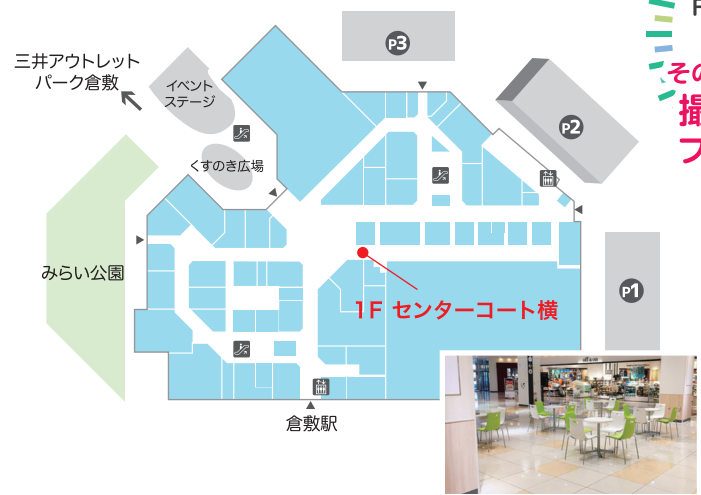 三井アウトレット
パーク倉敷
イベント
ステージ
くすのき広場
みらい公園
P3
P2
P1
1F センターコート横
倉敷駅
その
撮